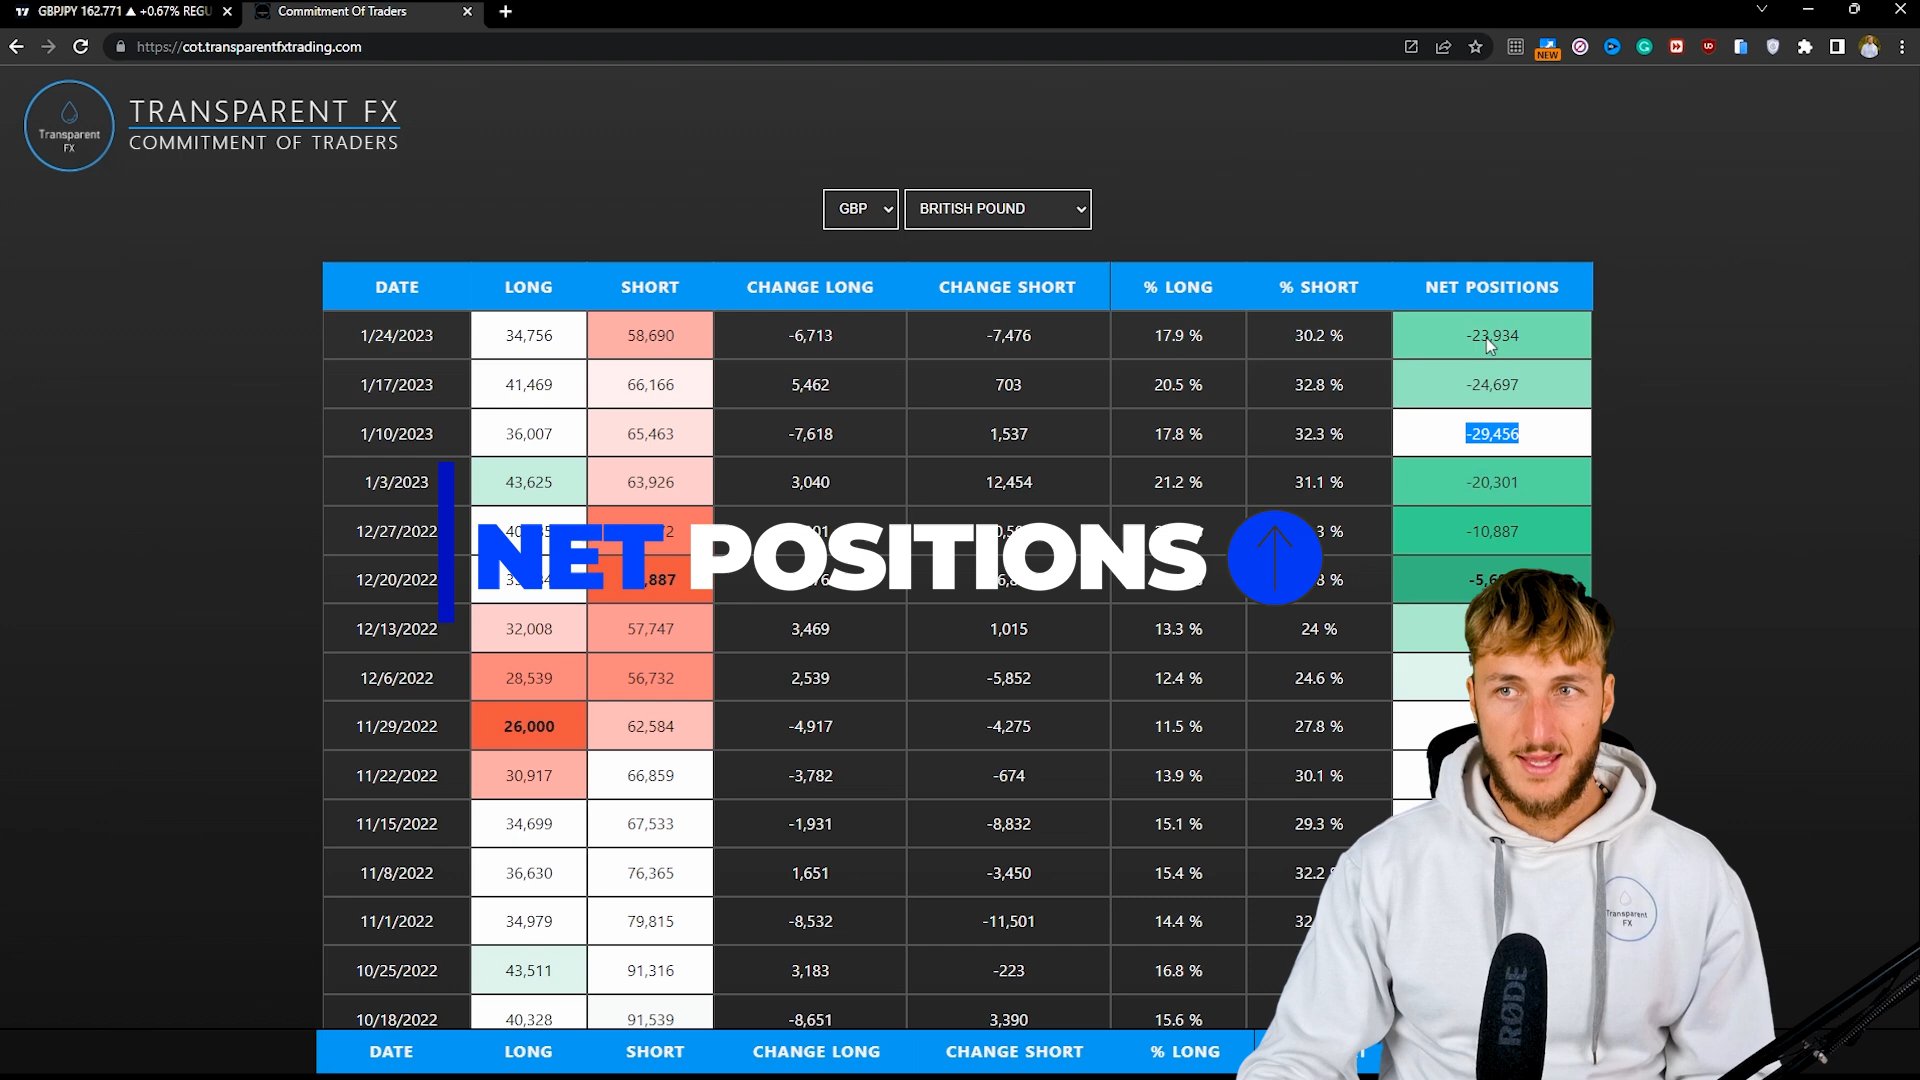 GBPJPY 162.771 ▲ +0.67% REGU
Commitment Of Traders
https://cot.transparentfxtrading.com
NEW
Transparent
FX
TRANSPARENT FX
COMMITMENT OF TRADERS
GBP BRITISH POUND
DATE LONG SHORT CHANGE LONG CHANGE SHORT % LONG % SHORT NET POSITIONS
1/24/2023 34,756 58,690 -6,713 -7,476 17.9 % 30.2 % -23,934
1/17/2023 41,469 66,166 5,462 703 20.5 % 32.8 % -24,697
1/10/2023 36,007 65,463 -7,618 1,537 17.8 % 32.3 % -29,456
1/3/2023 43,625 63,926 3,040 12,454 21.2 % 31.1 % -20,301
12/27/2022 -10,887
NET POSITIONS
12/20/2022
12/13/2022 32,008 57,747 3,469 1,015 13.3 % 24 %
12/6/2022 28,539 56,732 2,539 -5,852 12.4 % 24.6 %
11/29/2022 26,000 62,584 -4,917 -4,275 11.5 % 27.8 %
11/22/2022 30,917 66,859 -3,782 -674 13.9 % 30.1 %
11/15/2022 34,699 67,533 -1,931 -8,832 15.1 % 29.3 %
11/8/2022 36,630 76,365 1,651 -3,450 15.4 % 32.2
11/1/2022 34,979 79,815 -8,532 -11,501 14.4 %
10/25/2022 43,511 91,316 3,183 -223 16.8 %
10/18/2022 40,328 91,539 -8,651 3,390 15.6 %
DATE LONG SHORT CHANGE LONG CHANGE SHORT % LONG
Transparent
FX
RØDE